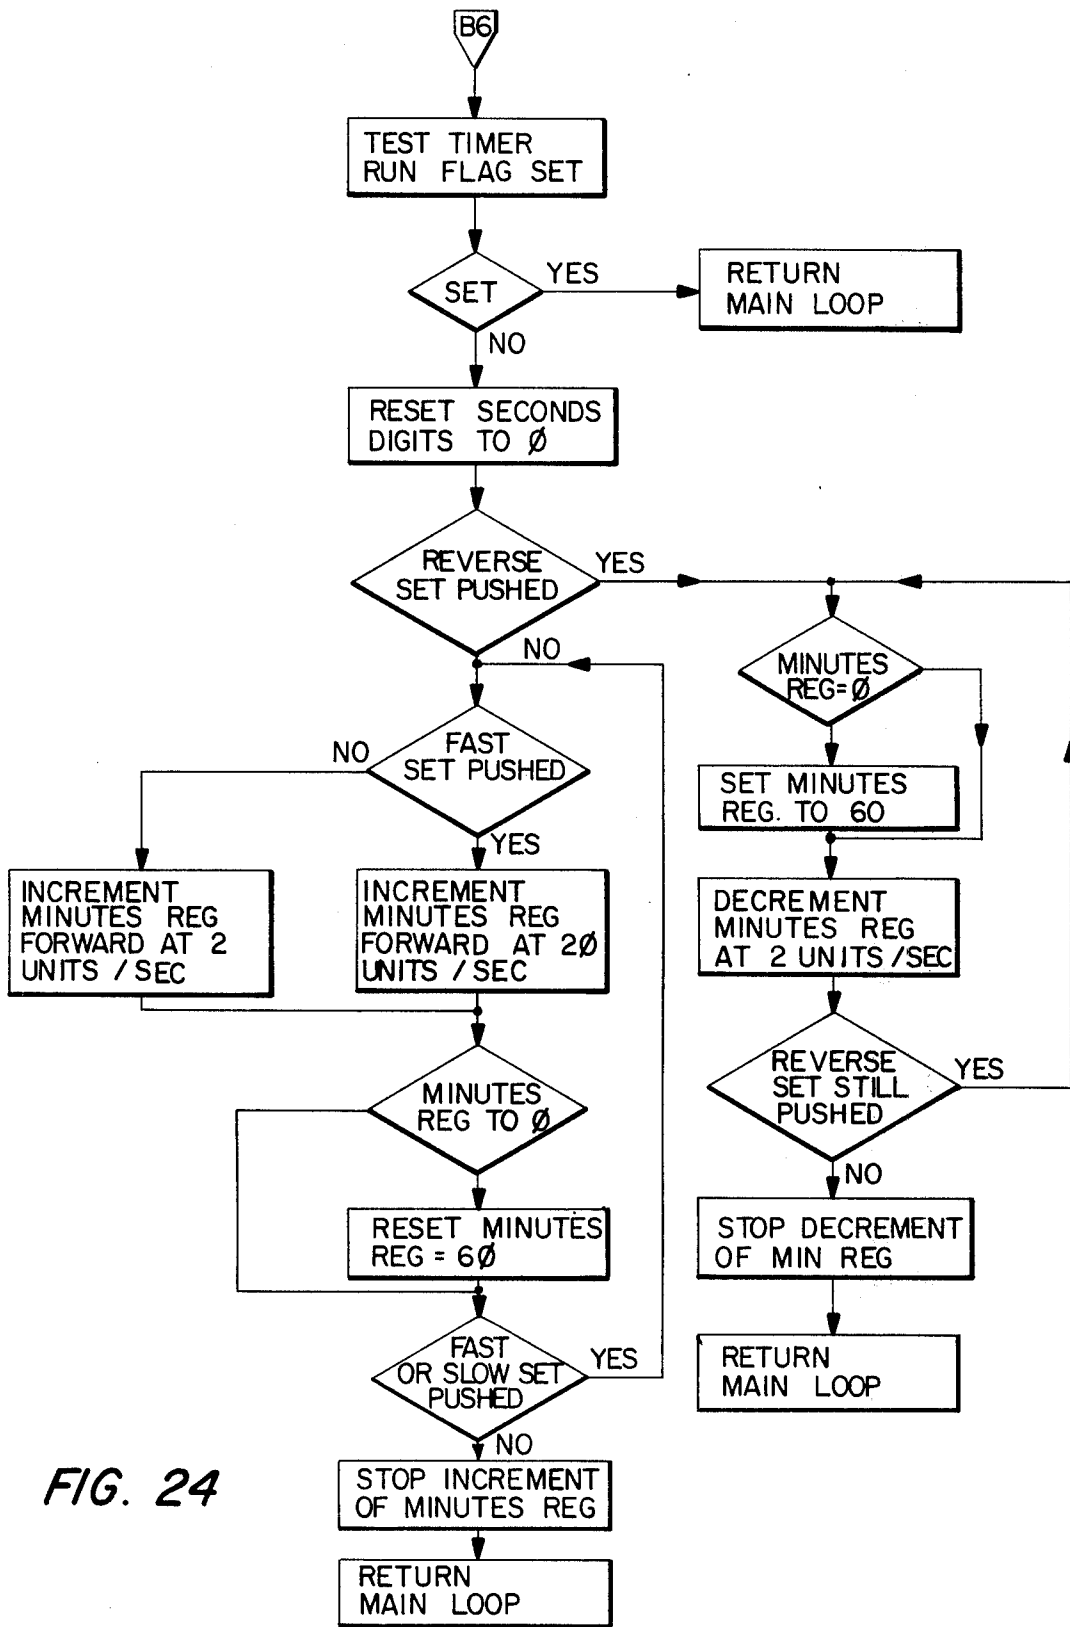 B6
TEST TIMER
RUN FLAG SET
SET
YES
RETURN
MAIN LOOP
NO
RESET SECONDS
DIGITS TO Ø
REVERSE
SET PUSHED
YES
NO
MINUTES
REG=Ø
FAST
SET PUSHED
NO
YES
SET MINUTES
REG. TO 60
INCREMENT
MINUTES REG
FORWARD AT 2
UNITS / SEC
INCREMENT
MINUTES REG
FORWARD AT 2Ø
UNITS / SEC
DECREMENT
MINUTES REG
AT 2 UNITS/SEC
MINUTES
REG TO Ø
REVERSE
SET STILL
PUSHED
YES
NO
RESET MINUTES
REG = 6Ø
STOP DECREMENT
OF MIN REG
FAST
OR SLOW SET
PUSHED
YES
NO
RETURN
MAIN LOOP
STOP INCREMENT
OF MINUTES REG
RETURN
MAIN LOOP
FIG. 24